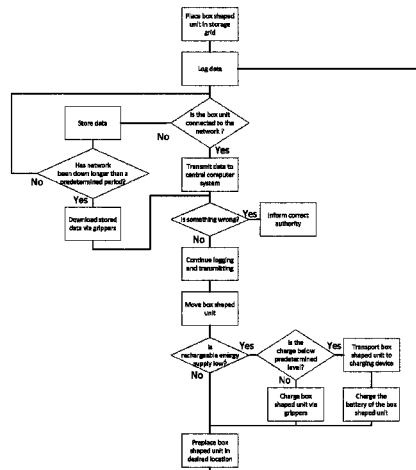 Place box shaped
unit in storage
grid
Log data
Is the box unit
connected to the
network ?
No
Yes
Store data
Has network
been down longer than a
predetermined period?
No
Yes
Transmit data to
central computer
system
Download stored
data via grippers
Is something wrong?
Yes
No
Inform correct
authority
Continue logging
and transmitting
Move box shaped
unit
Is
rechargeable energy
supply low?
Yes
No
Is the
charge below
predetermined
level?
Yes
No
Transport box
shaped unit to
charging device
Charge box
shaped unit via
grippers
Charge the
battery of the box
shaped unit
Preplace box
shaped unit in
desired location